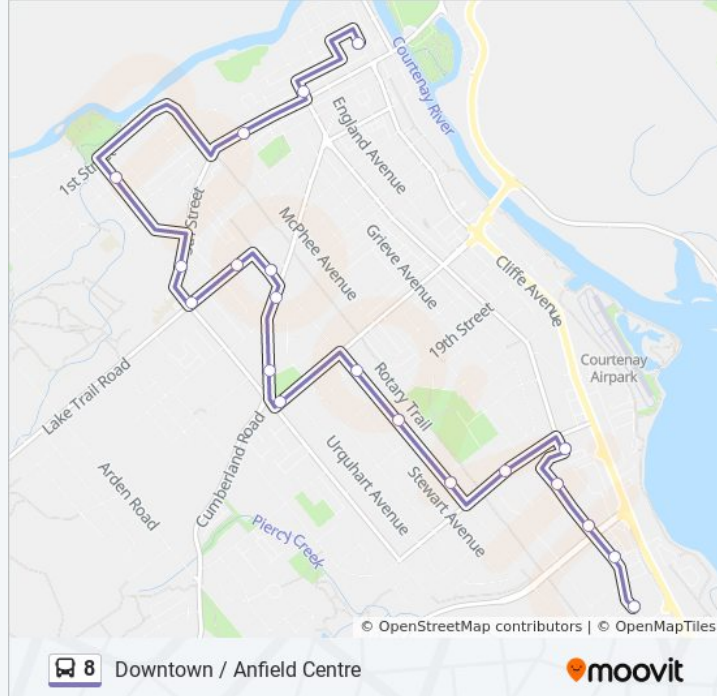 Courtenay River
England Avenue
1st Street
McPhee Avenue
Grieve Avenue
Cliffe Avenue
19th Street
Courtenay
Airpark
Lake Trail Road
Rotary Trail
Cumberland Road
Urquhart Avenue
Stewart Avenue
Arden Road
Piercy Creek
© OpenStreetMap contributors | © OpenMapTiles
8 Downtown / Anfield Centre
moovit